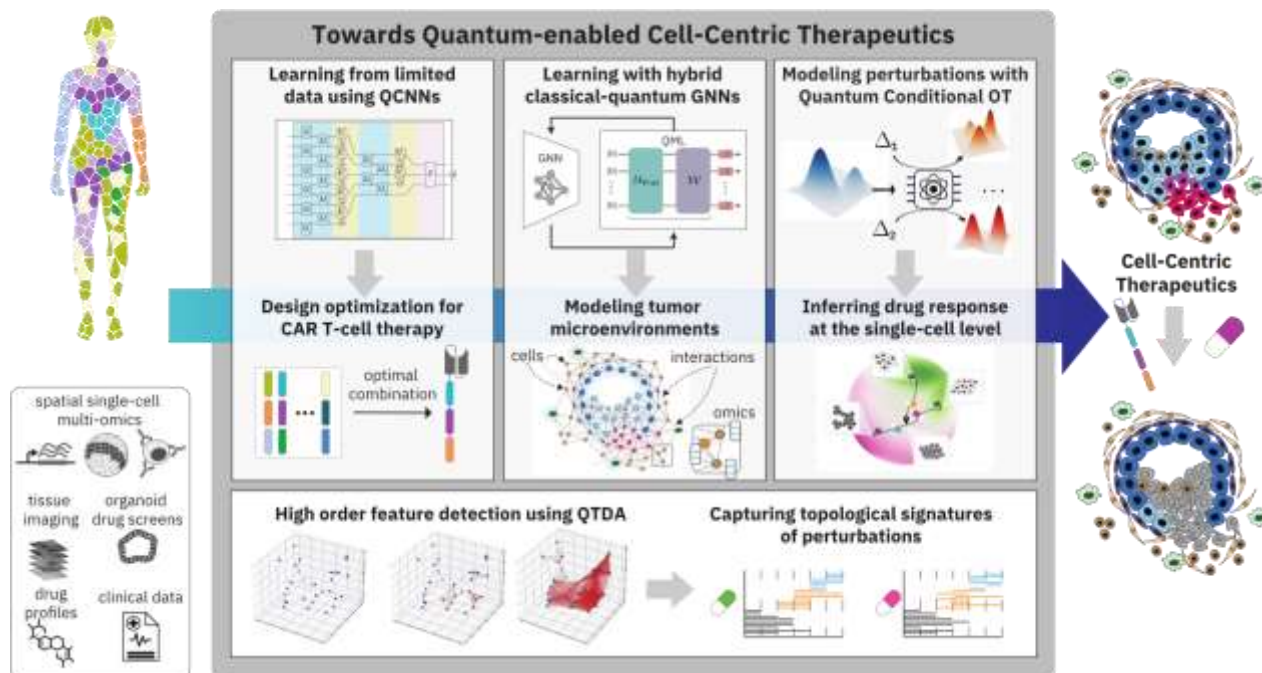 Towards Quantum-enabled Cell-Centric Therapeutics
Learning from limited
data using QCNNs
Learning with hybrid
classical-quantum GNNs
Modeling perturbations with
Quantum Conditional OT
GNN
QML
Δ₁
Δ₂
Design optimization for
CAR T-cell therapy
optimal
combination
Modeling tumor
microenvironments
cells
interactions
omics
Inferring drug response
at the single-cell level
Cell-Centric
Therapeutics
spatial single-cell
multi-omics
tissue
imaging
organoid
drug screens
drug
profiles
clinical data
High order feature detection using QTDA
Capturing topological signatures
of perturbations